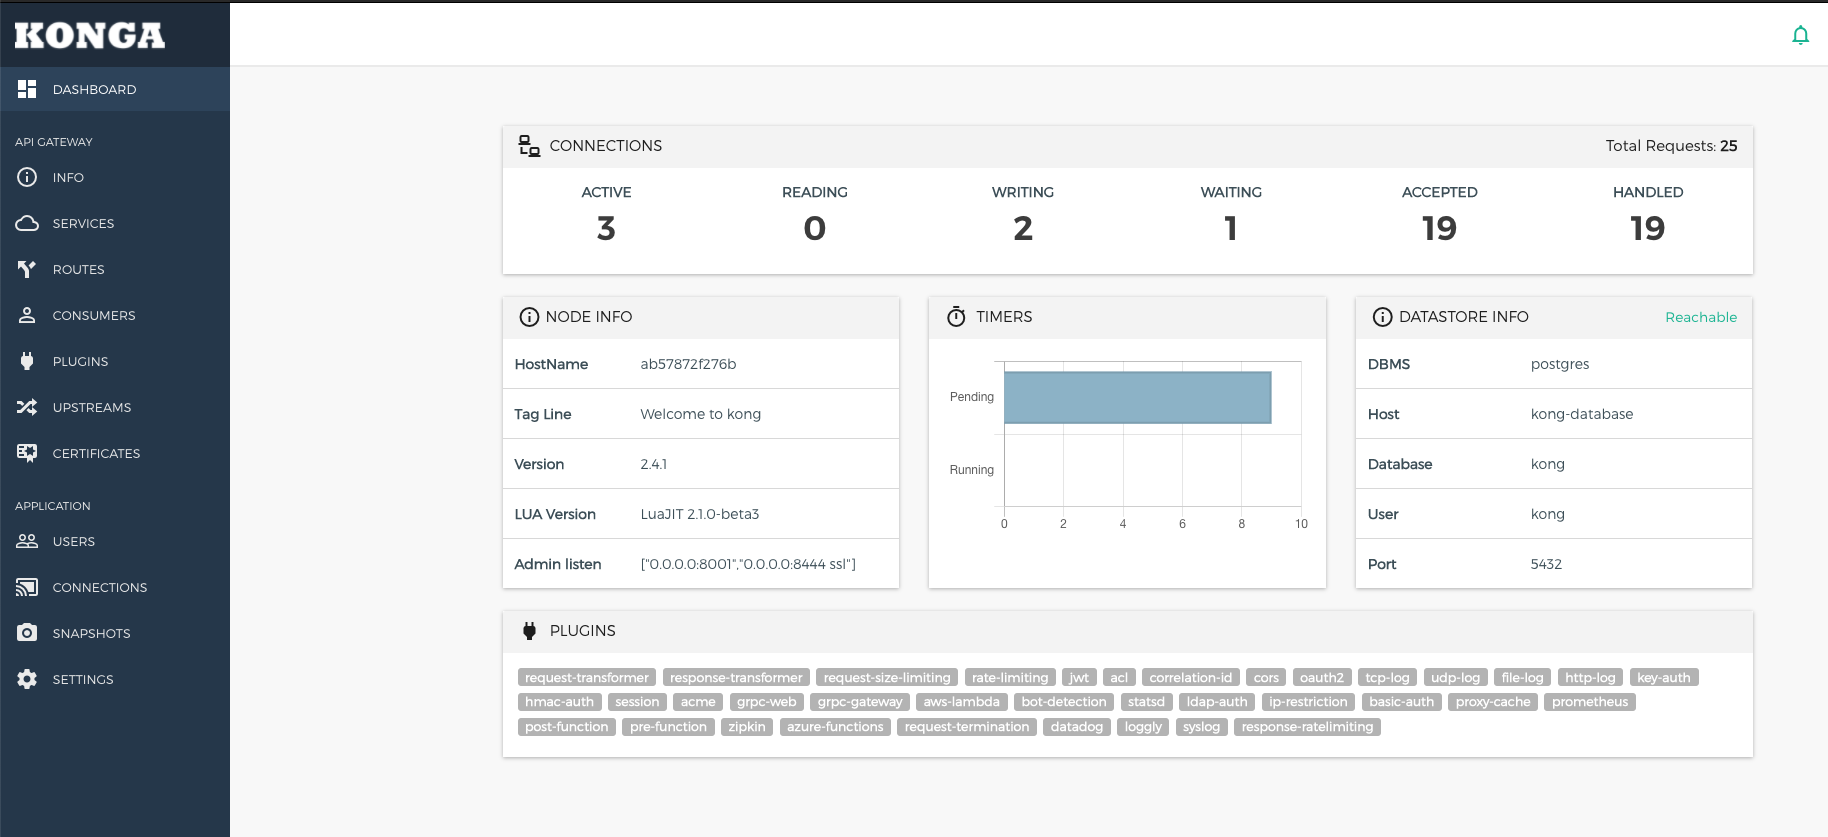 KONGA
DASHBOARD
API GATEWAY
INFO
SERVICES
ROUTES
CONSUMERS
PLUGINS
UPSTREAMS
CERTIFICATES
APPLICATION
USERS
CONNECTIONS
SNAPSHOTS
SETTINGS
CONNECTIONS Total Requests: 25
ACTIVE READING WRITING WAITING ACCEPTED HANDLED
3 0 2 1 19 19
NODE INFO
HostName ab57872f276b
Tag Line Welcome to kong
Version 2.4.1
LUA Version LuaJIT 2.1.0-beta3
Admin listen ["0.0.0.0:8001","0.0.0.0:8444 ssl"]
TIMERS
Pending
Running
0 2 4 6 8 10
DATASTORE INFO Reachable
DBMS postgres
Host kong-database
Database kong
User kong
Port 5432
PLUGINS
request-transformer response-transformer request-size-limiting rate-limiting jwt acl correlation-id cors oauth2 tcp-log udp-log file-log http-log key-auth
hmac-auth session acme grpc-web grpc-gateway aws-lambda bot-detection statsd ldap-auth ip-restriction basic-auth proxy-cache prometheus
post-function pre-function zipkin azure-functions request-termination datadog loggly syslog response-ratelimiting